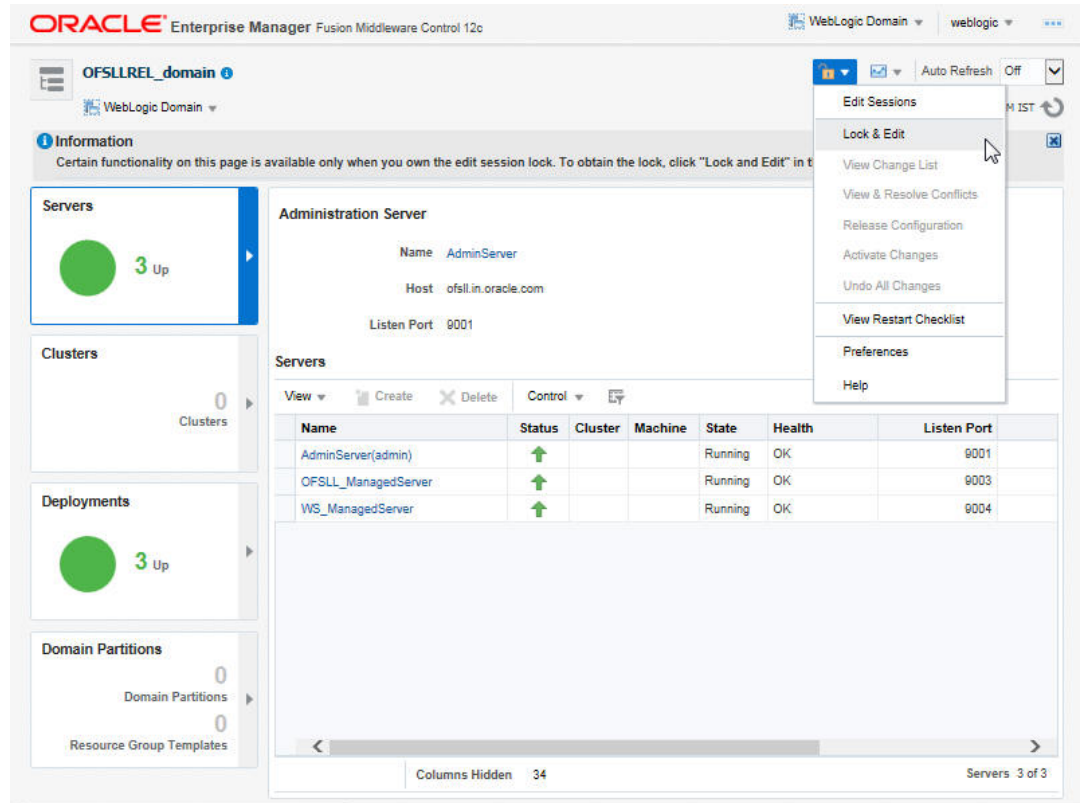 ORACLE Enterprise Manager Fusion Middleware Control 12c
WebLogic Domain weblogic
OFSLLREL_domain
Auto Refresh Off
WebLogic Domain
M IST
Edit Sessions
Lock & Edit
View Change List
View & Resolve Conflicts
Release Configuration
Activate Changes
Undo All Changes
View Restart Checklist
Preferences
Help
Information
Certain functionality on this page is available only when you own the edit session lock. To obtain the lock, click "Lock and Edit" in
Servers
3 Up
Clusters
0
Clusters
Deployments
3 Up
Domain Partitions
0
Domain Partitions
0
Resource Group Templates
Administration Server
Name AdminServer
Host ofsll.in.oracle.com
Listen Port 9001
Servers
View Create Delete Control
Name Status Cluster Machine State Health Listen Port
AdminServer(admin) Running OK 9001
OFSLL_ManagedServer Running OK 9003
WS_ManagedServer Running OK 9004
Columns Hidden 34
Servers 3 of 3